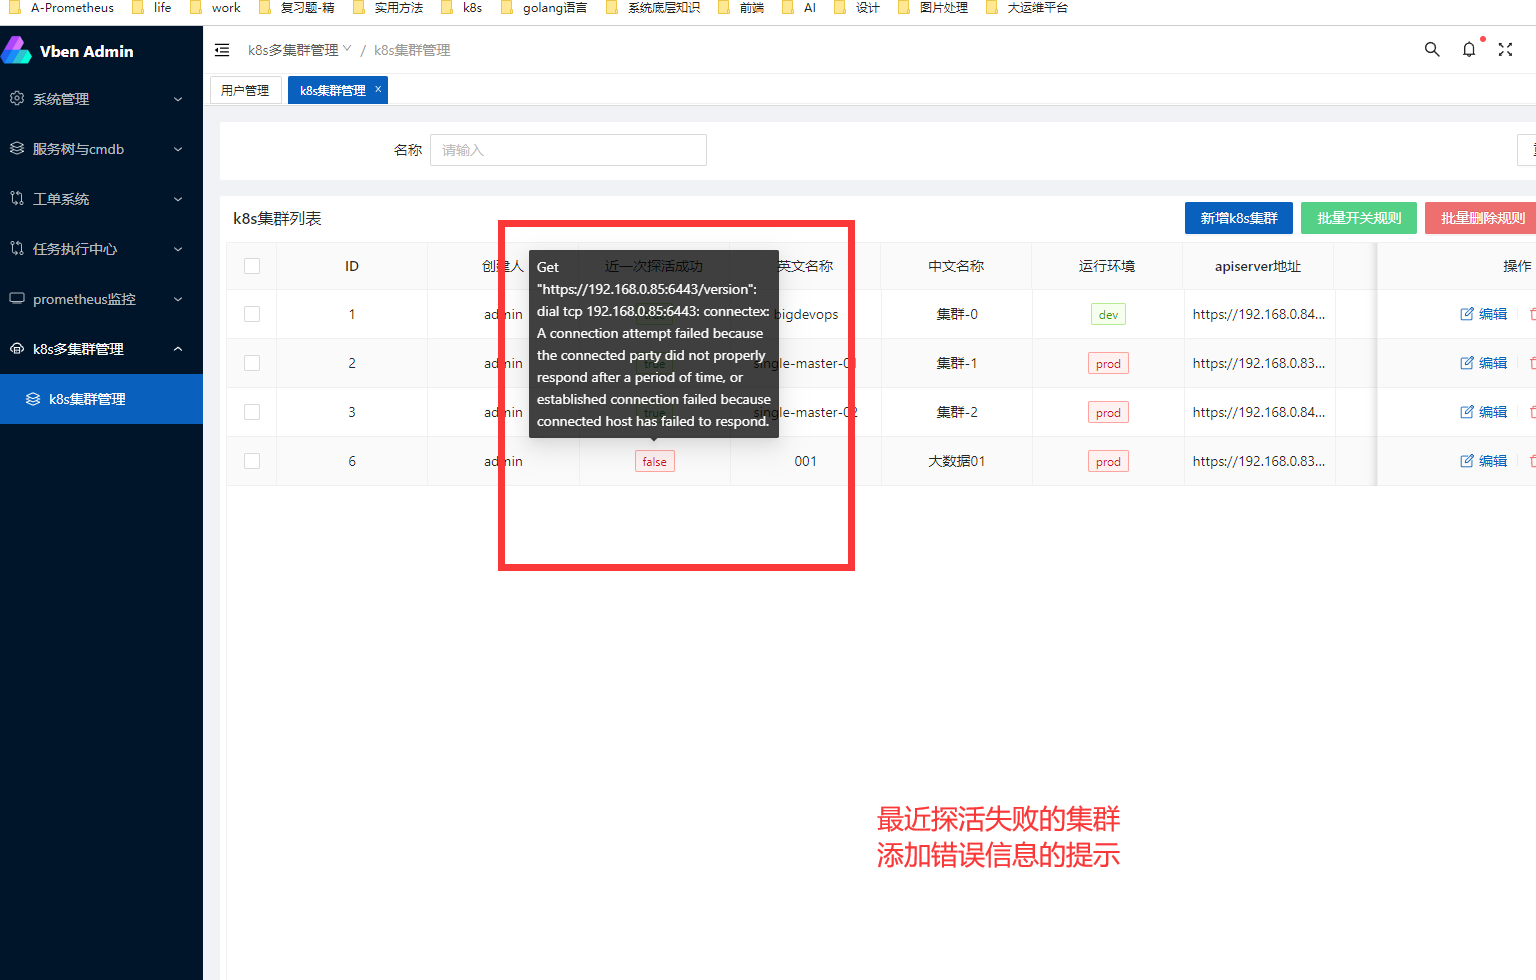 A-Prometheus life work 复习题-精 实用方法 k8s golang语言 系统底层知识 前端 AI 设计 图片处理 大运维平台
Vben Admin
k8s多集群管理 / k8s集群管理
用户管理 k8s集群管理 ×
系统管理
服务树与cmdb
工单系统
任务执行中心
prometheus监控
k8s多集群管理
k8s集群管理
名称 请输入
k8s集群列表 新增k8s集群 批量开关规则 批量删除规则
ID 创建人 近一次探活成功 英文名称 中文名称 运行环境 apiserver地址 操作
1 admin bigdevops 集群-0 dev https://192.168.0.84... 编辑
2 admin true single-master-01 集群-1 prod https://192.168.0.83... 编辑
3 admin true single-master-02 集群-2 prod https://192.168.0.84... 编辑
6 admin false 001 大数据01 prod https://192.168.0.83... 编辑
Get
"https://192.168.0.85:6443/version":
dial tcp 192.168.0.85:6443: connectex:
A connection attempt failed because
the connected party did not properly
respond after a period of time, or
established connection failed because
connected host has failed to respond.
最近探活失败的集群
添加错误信息的提示